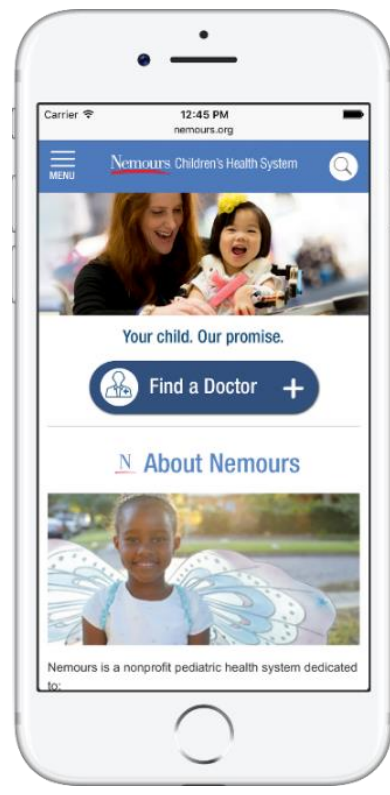 Carrier
12:45 PM
nemours.org
MENU
Nemours Children's Health System
Your child. Our promise.
Find a Doctor +
N About Nemours
Nemours is a nonprofit pediatric health system dedicated
to: